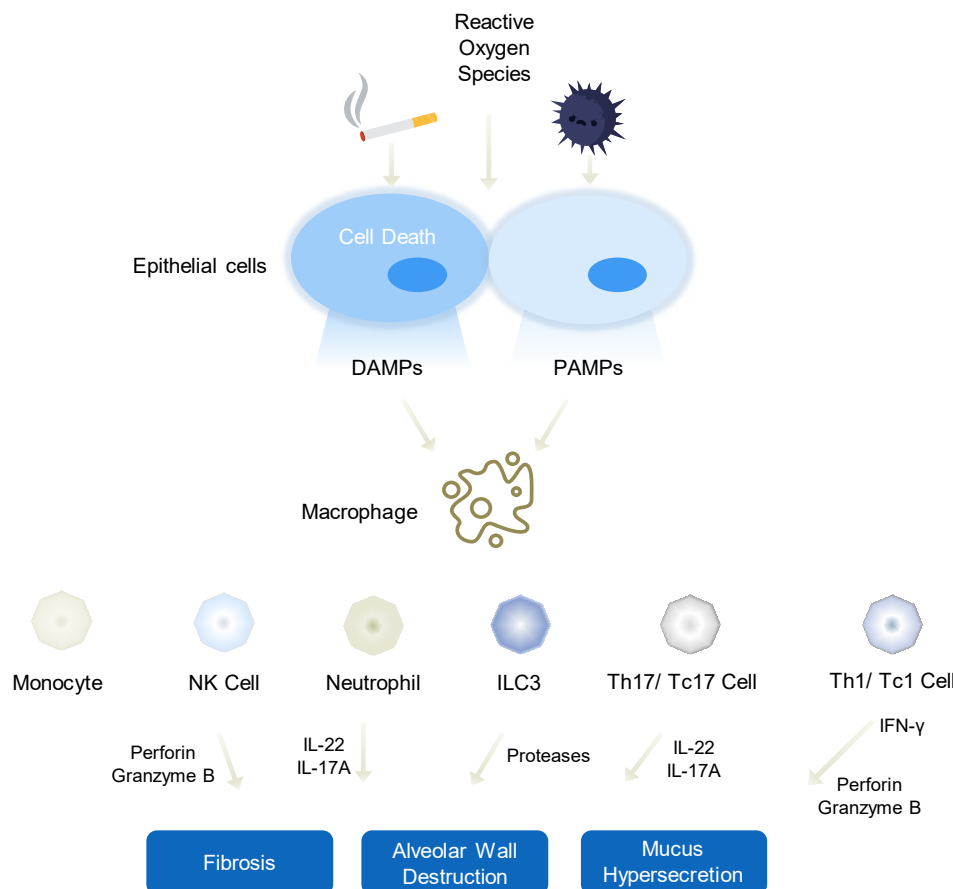 Reactive
Oxygen
Species
Cell Death
Epithelial cells
DAMPs
PAMPs
Macrophage
Monocyte
NK Cell
Neutrophil
ILC3
Th17/ Tc17 Cell
Th1/ Tc1 Cell
IFN-γ
Perforin
Granzyme B
IL-22
IL-17A
Proteases
IL-22
IL-17A
Perforin
Granzyme B
Fibrosis
Alveolar Wall
Destruction
Mucus
Hypersecretion